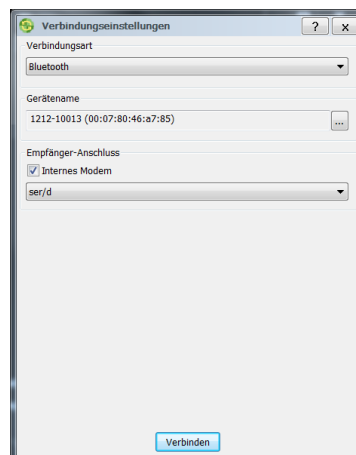 Verbindungseinstellungen
? x
Verbindungsart
Bluetooth
Gerätename
1212-10013 (00:07:80:46:a7:85)
...
Empfänger-Anschluss
Internes Modem
ser/d
Verbinden